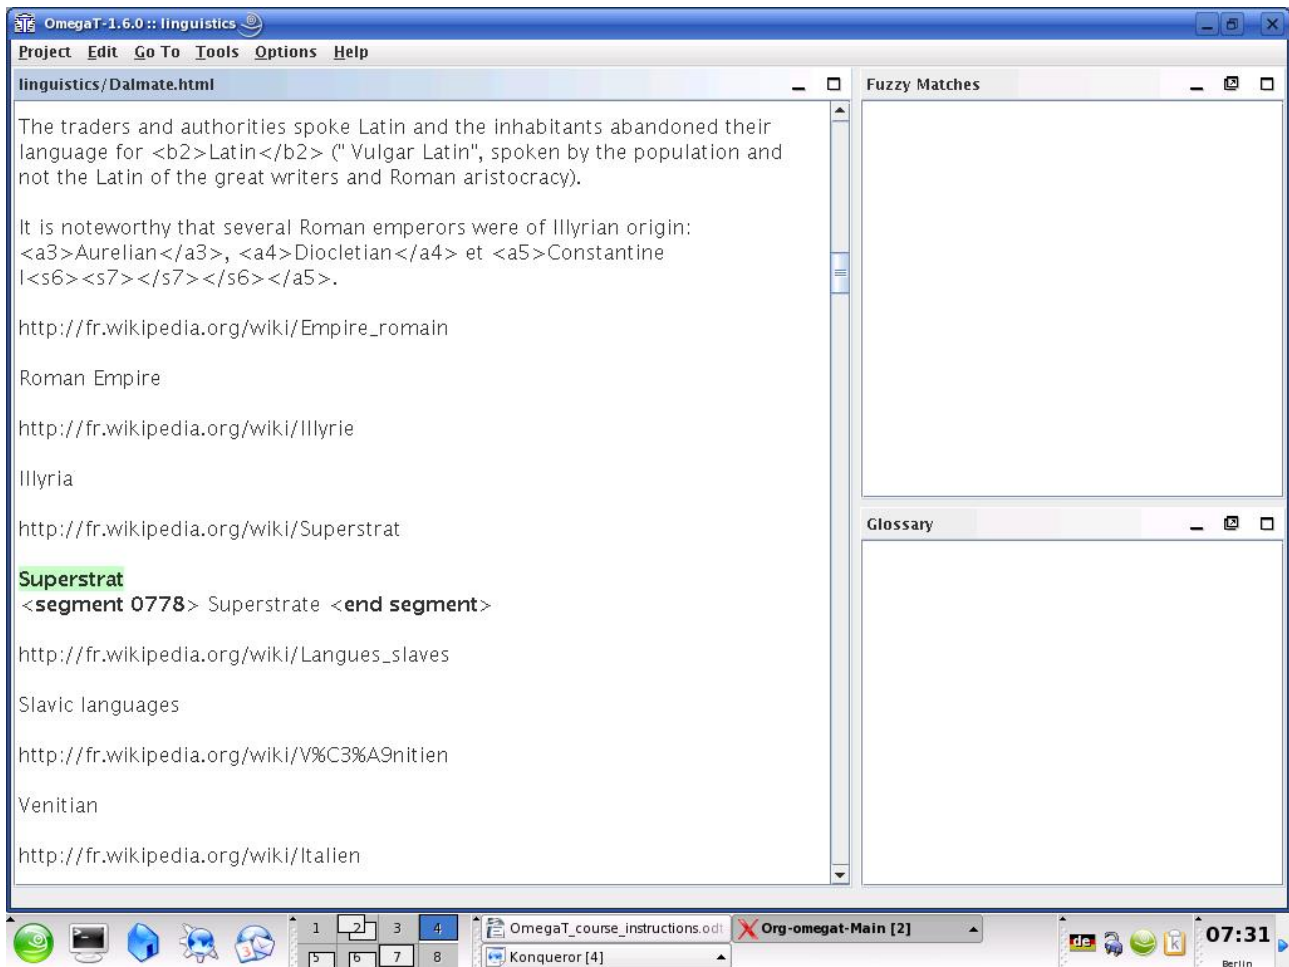 OmegaT-1.6.0 :: linguistics
Project Edit Go To Tools Options Help
linguistics/Dalmate.html
The traders and authorities spoke Latin and the inhabitants abandoned their
language for <b2>Latin</b2> (" Vulgar Latin", spoken by the population and
not the Latin of the great writers and Roman aristocracy).
It is noteworthy that several Roman emperors were of Illyrian origin:
<a3>Aurelian</a3>, <a4>Diocletian</a4> et <a5>Constantine
I<s6><s7></s7></s6></a5>.
http://fr.wikipedia.org/wiki/Empire_romain
Roman Empire
http://fr.wikipedia.org/wiki/Illyrie
Illyria
http://fr.wikipedia.org/wiki/Superstrat
Superstrat
<segment 0778> Superstrate <end segment>
http://fr.wikipedia.org/wiki/Langues_slaves
Slavic languages
http://fr.wikipedia.org/wiki/V%C3%A9nitien
Venitian
http://fr.wikipedia.org/wiki/Italien
Fuzzy Matches
Glossary
1 2 3 4
5 6 7 8
OmegaT_course_instructions.odt
Org-omegat-Main [2]
Konqueror [4]
de
07:31
Berlin